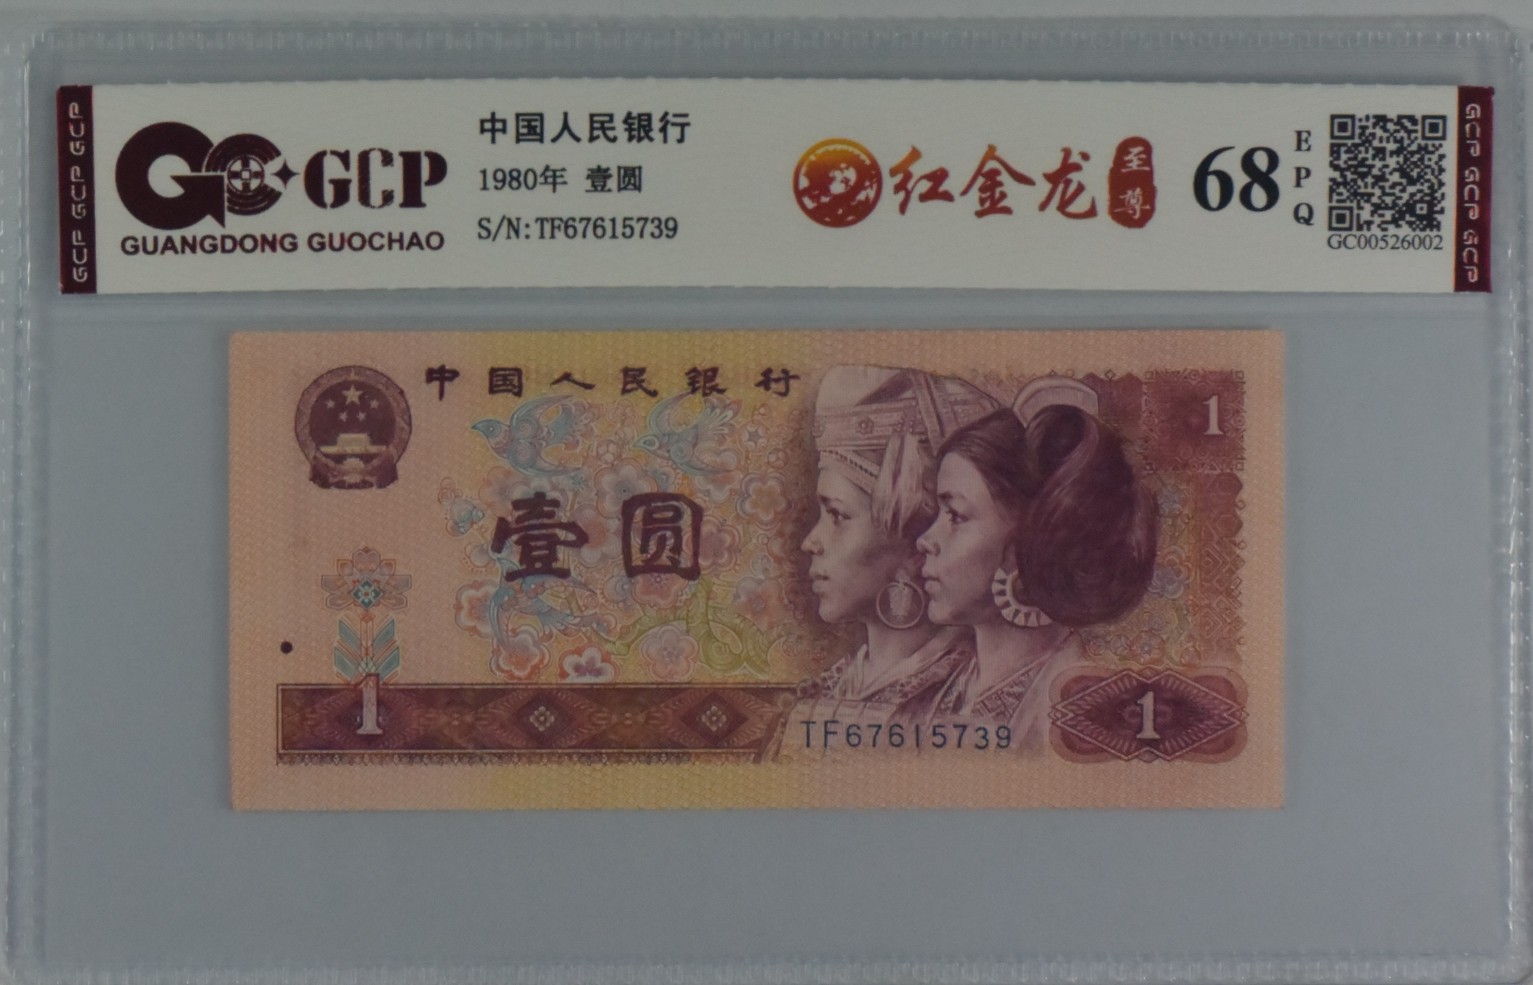 GCP GCP GCP
GCP
GUANGDONG GUOCHAO
中国人民银行
1980年 壹圆
S/N:TF67615739
红金龙
至尊
68
EPQ
GC00526002
GCP GCP GCP
中国人民银行
1
壹圆
1
TF67615739
1